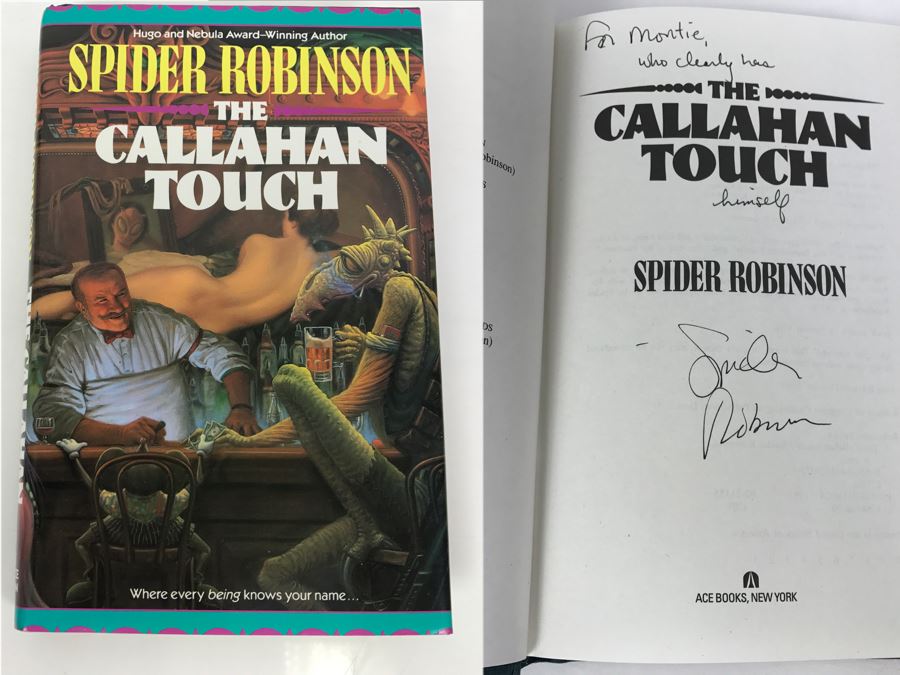 Hugo and Nebula Award–Winning Author
SPIDER ROBINSON
THE
CALLAHAN
TOUCH
Where every being knows your name...
For Montie,
who clearly has
THE
CALLAHAN
TOUCH
himself
SPIDER ROBINSON
- Spider
Robinson
ACE BOOKS, NEW YORK
obinson)